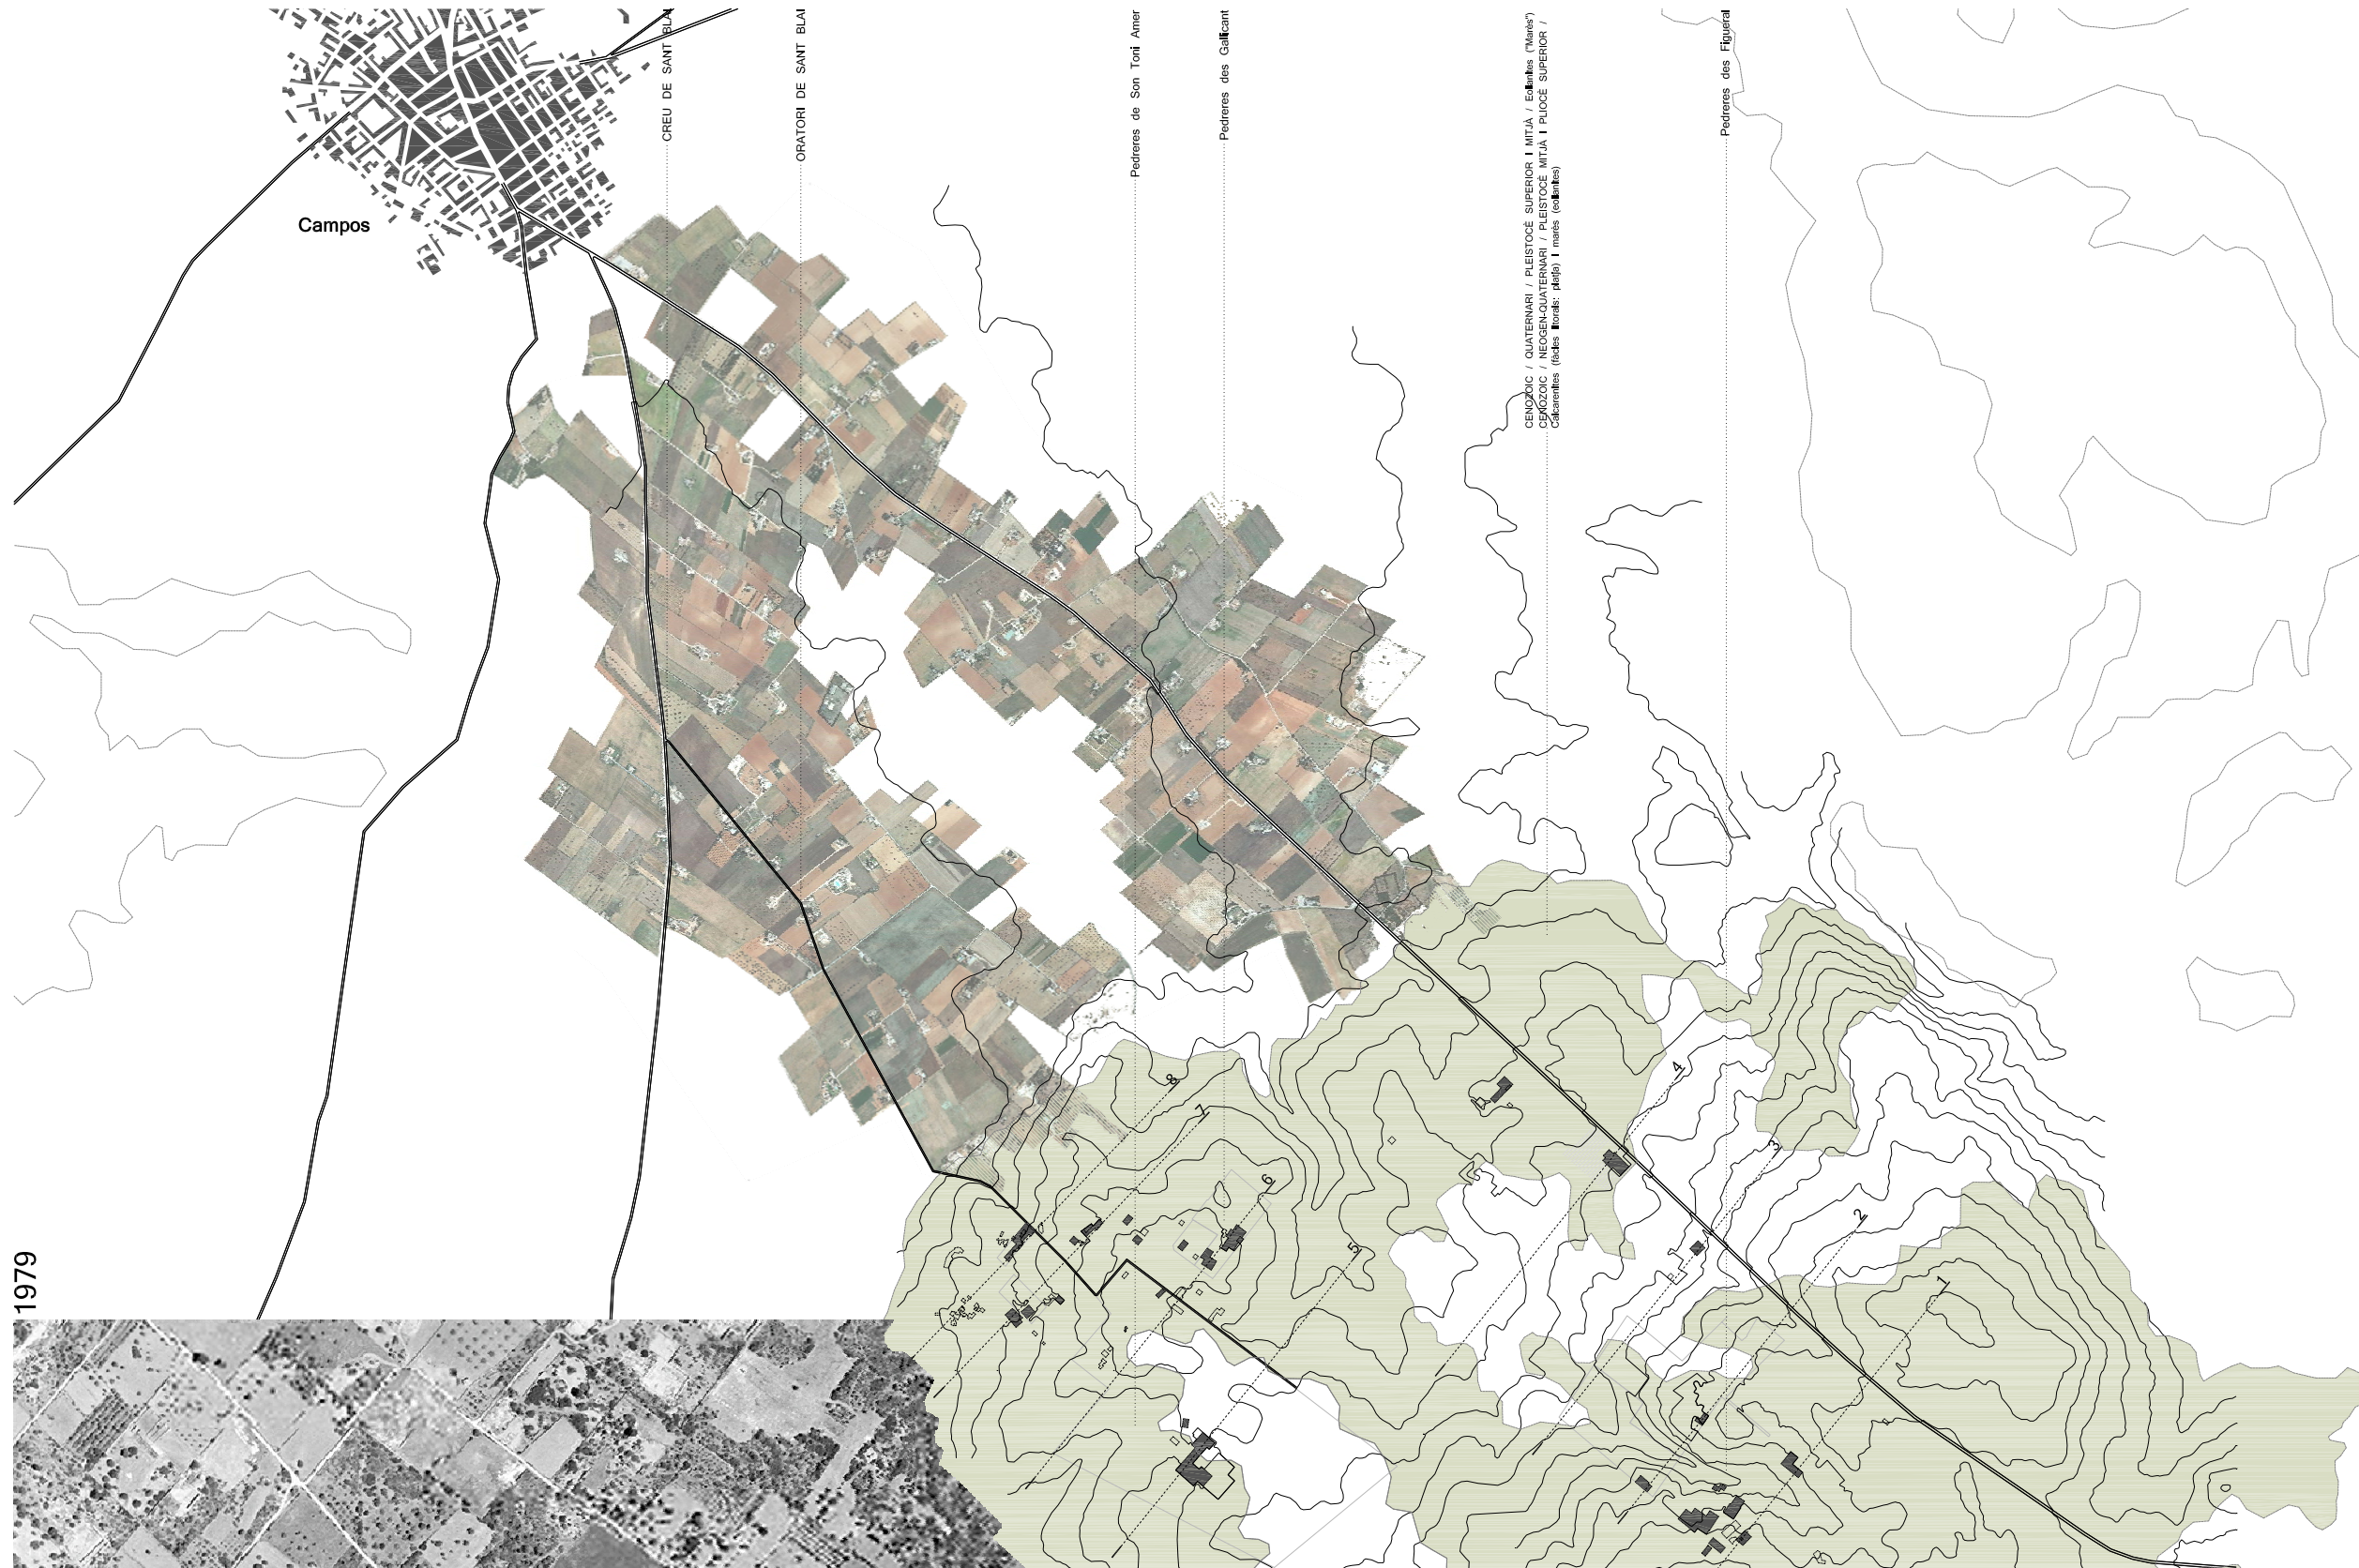 CREU DE SANT BLAI
ORATORI DE SANT BLAI
Pedreres de Son Toni Amer
Pedreres des Gallicant
CENOZOIC / QUATERNARI / PLEISTOCÈ SUPERIOR I MITJÀ / Eolianites ("Marès")
CENOZOIC / NEOGEN-QUATERNARI / PLEISTOCÈ MITJÀ I PLIOCÈ SUPERIOR /
Calcarenites (fàcies litorals: platja) i marès (eolianites)
Pedreres des Figueral
Campos
8
7
6
5
4
3
2
1
1979